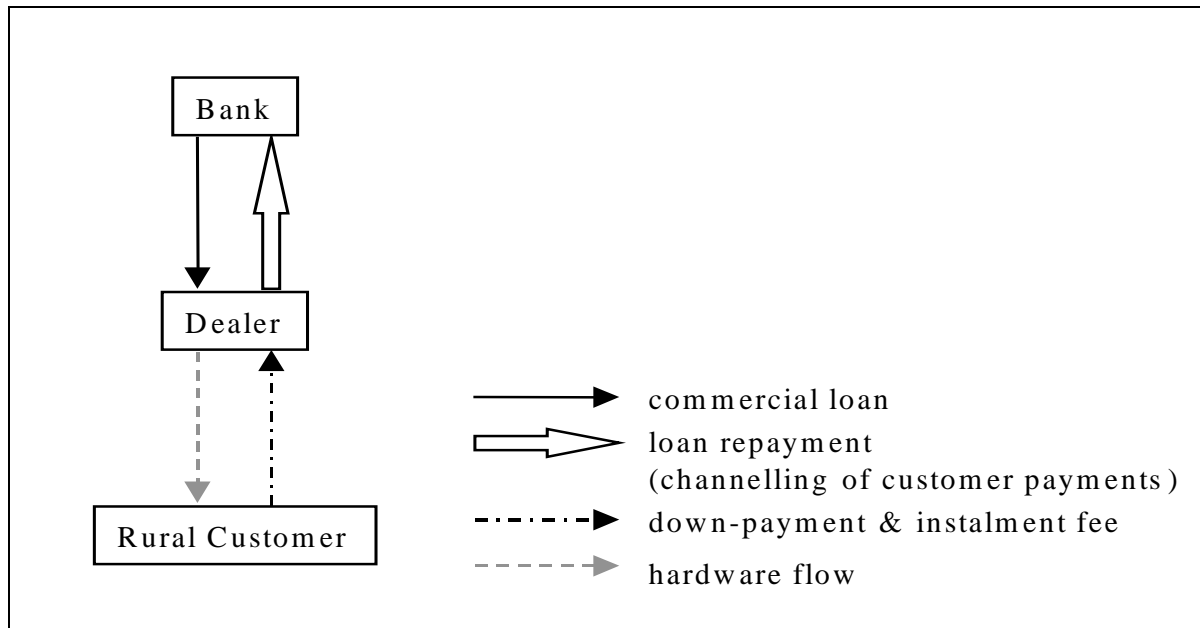 Bank
Dealer
Rural Customer
commercial loan
loan repayment
(channelling of customer payments)
down-payment & instalment fee
hardware flow